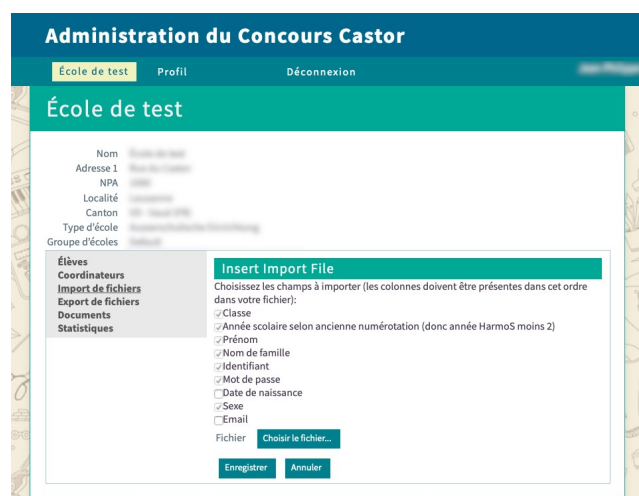 Administration du Concours Castor
École de test Profil Déconnexion
École de test
Nom
Adresse 1
NPA
Localité
Canton
Type d'école
Groupe d'écoles
Élèves
Coordinateurs
Import de fichiers
Export de fichiers
Documents
Statistiques
Insert Import File
Choisissez les champs à importer (les colonnes doivent être présentes dans cet ordre
dans votre fichier):
Classe
Année scolaire selon ancienne numérotation (donc année HarmoS moins 2)
Prénom
Nom de famille
Identifiant
Mot de passe
Date de naissance
Sexe
Email
Fichier Choisir le fichier...
Enregistrer Annuler